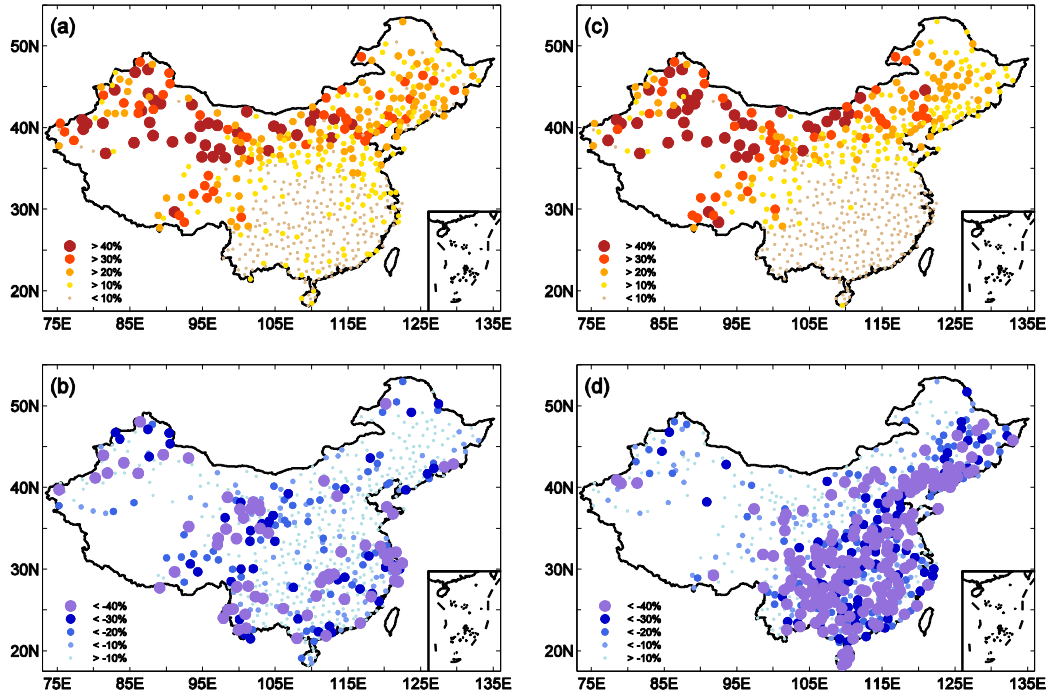 (a)
50N
40N
30N
20N
> 40%
> 30%
> 20%
> 10%
< 10%
75E 85E 95E 105E 115E 125E 135E
(c)
50N
40N
30N
20N
> 40%
> 30%
> 20%
> 10%
< 10%
75E 85E 95E 105E 115E 125E 135E
(b)
50N
40N
30N
20N
< -40%
< -30%
< -20%
< -10%
> -10%
75E 85E 95E 105E 115E 125E 135E
(d)
50N
40N
30N
20N
< -40%
< -30%
< -20%
< -10%
> -10%
75E 85E 95E 105E 115E 125E 135E